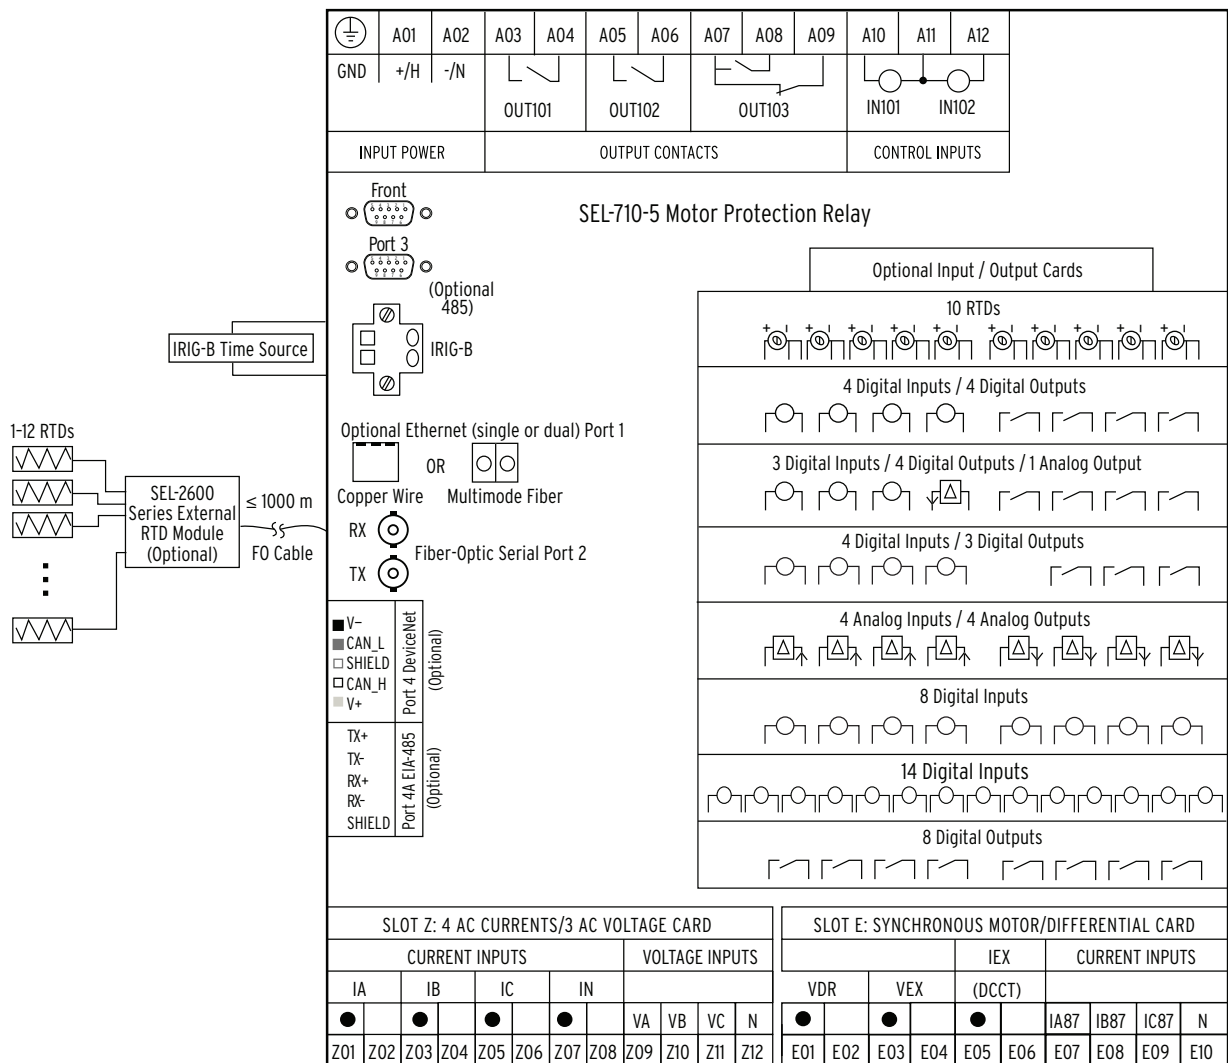 A01 A02 A03 A04 A05 A06 A07 A08 A09 A10 A11 A12
GND +/H -/N
OUT101 OUT102 OUT103 IN101 IN102
INPUT POWER OUTPUT CONTACTS CONTROL INPUTS
Front
SEL-710-5 Motor Protection Relay
Port 3
(Optional
485)
IRIG-B
IRIG-B Time Source
Optional Ethernet (single or dual) Port 1
OR
Copper Wire Multimode Fiber
RX
Fiber-Optic Serial Port 2
TX
1-12 RTDs
SEL-2600
Series External
RTD Module
(Optional)
≤ 1000 m
FO Cable
V–
CAN_L
SHIELD
CAN_H
V+
Port 4 DeviceNet
(Optional)
TX+
TX-
RX+
RX-
SHIELD
Port 4A EIA-485
(Optional)
Optional Input / Output Cards
10 RTDs
+ - + - + - + - + - + - + - + - + - + -
4 Digital Inputs / 4 Digital Outputs
3 Digital Inputs / 4 Digital Outputs / 1 Analog Output
4 Digital Inputs / 3 Digital Outputs
4 Analog Inputs / 4 Analog Outputs
8 Digital Inputs
14 Digital Inputs
8 Digital Outputs
SLOT Z: 4 AC CURRENTS/3 AC VOLTAGE CARD
CURRENT INPUTS VOLTAGE INPUTS
IA IB IC IN
VA VB VC N
Z01 Z02 Z03 Z04 Z05 Z06 Z07 Z08 Z09 Z10 Z11 Z12
SLOT E: SYNCHRONOUS MOTOR/DIFFERENTIAL CARD
IEX CURRENT INPUTS
VDR VEX (DCCT)
IA87 IB87 IC87 N
E01 E02 E03 E04 E05 E06 E07 E08 E09 E10